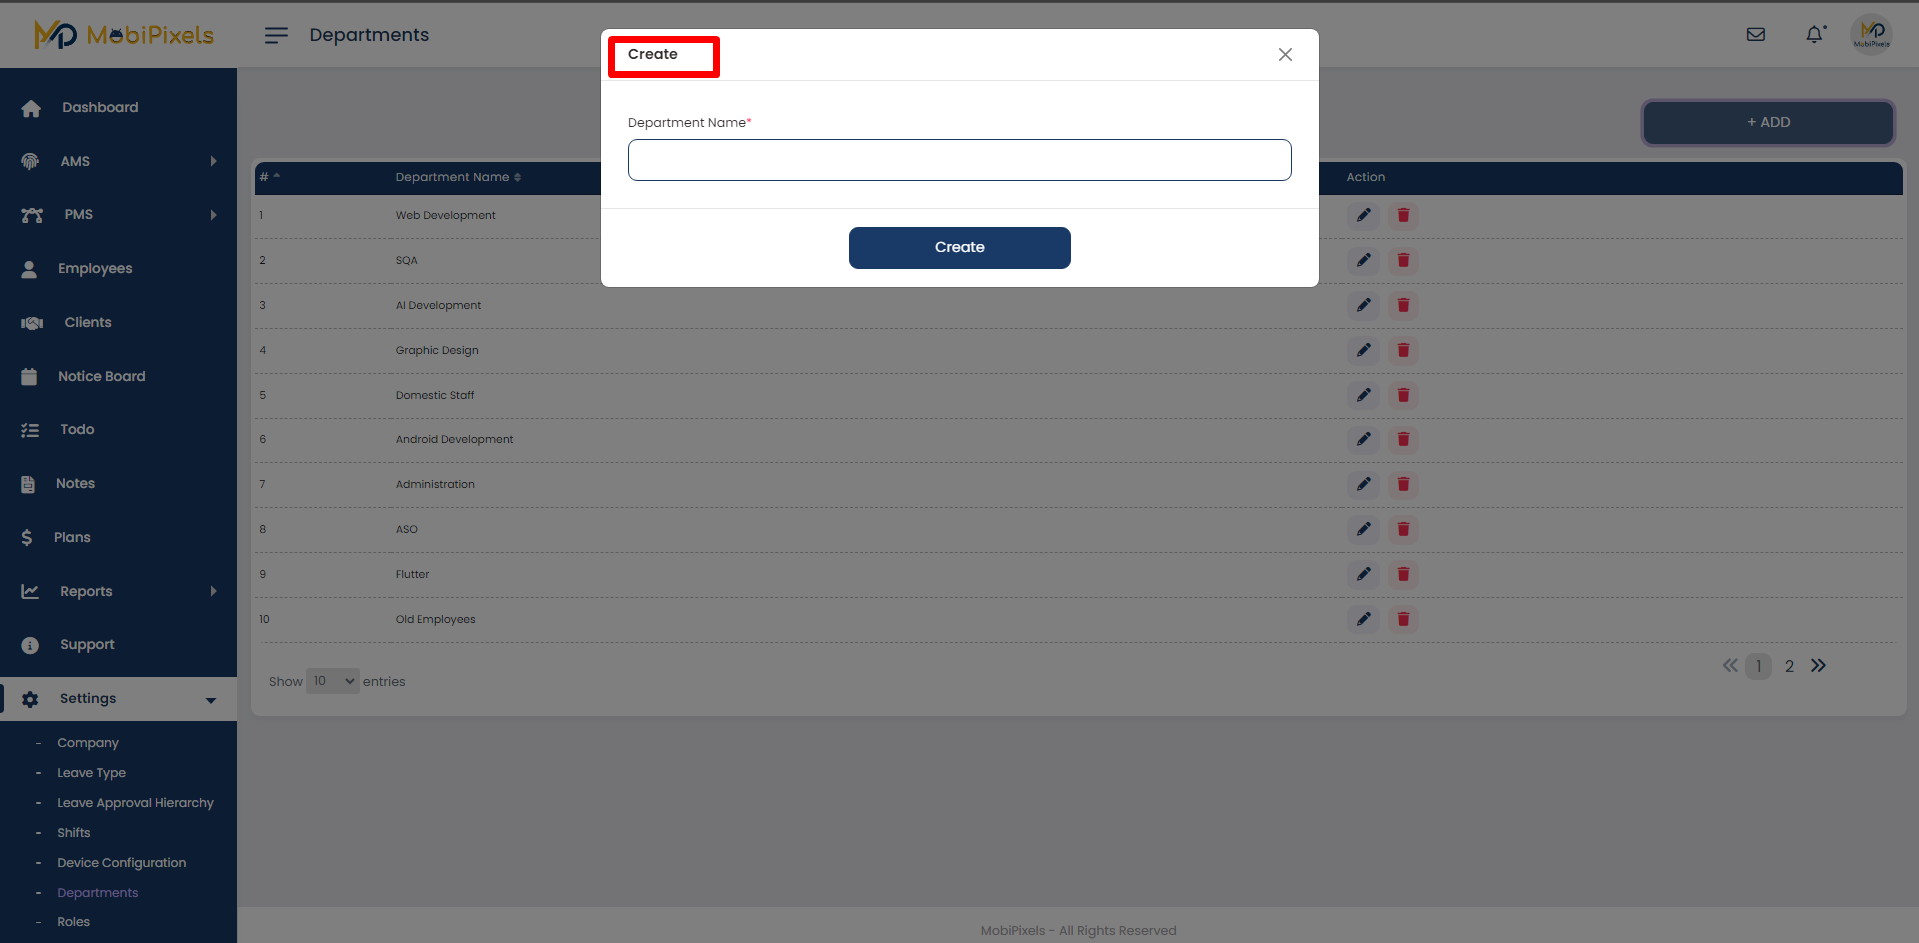 MobiPixels
Departments
MobiPixels
Create
Department Name*
Create
+ ADD
Dashboard
AMS
PMS
Employees
Clients
Notice Board
Todo
Notes
Plans
Reports
Support
Settings
- Company
- Leave Type
- Leave Approval Hierarchy
- Shifts
- Device Configuration
- Departments
- Roles
# Department Name Action
1 Web Development
2 SQA
3 AI Development
4 Graphic Design
5 Domestic Staff
6 Android Development
7 Administration
8 ASO
9 Flutter
10 Old Employees
Show 10 entries
« 1 2 »
MobiPixels - All Rights Reserved